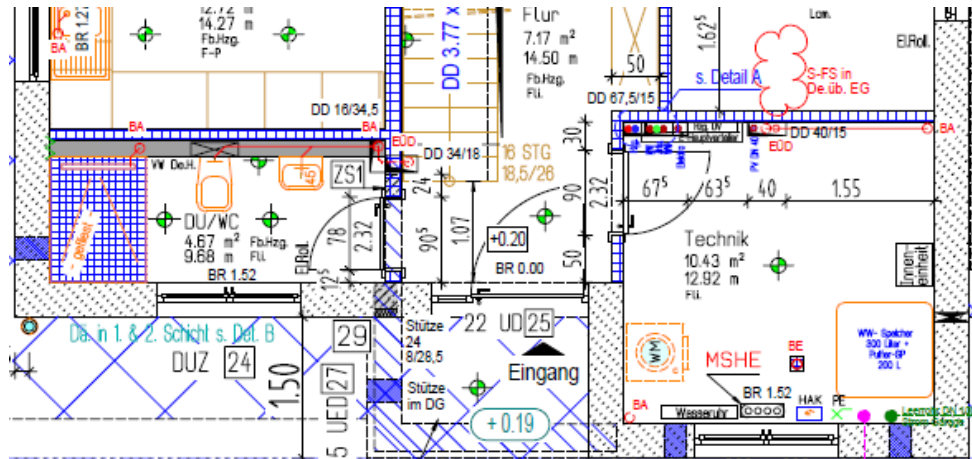 12.72 m
14.27 m
Fb.Hzg.
F-P
BR 1.27
BA
DD 3.77 x
Flur
7.17 m²
14.50 m
Fb.Hzg.
Fli.
50
1.62⁵
Lom.
El.Roll.
s. Detail A
S-FS in
De.üb. EG
DD 16/34,5
DD 67,5/15
BA
BA
EÜD
DD 34/18
16 STG
18,5/26
30
Hzg. UV
Hauptverteiler
EÜD
DD 40/15
BA
VW De.H.
ZS1
45
24
90
2.32
67⁵
63⁵
40
1.55
DU/WC
4.67 m²
9.68 m
Fb.Hzg.
Fli.
BR 1.52
El.Roll.
78
2.32
12⁵
90⁵
1.07
+0.20
BR 0.00
50
Technik
10.43 m²
12.92 m
Fli.
Innen-
einheit
Dä. in 1. & 2. Schicht s. Det. B
DUZ 24
1.50
29
UED 27
5
Stütze
24
8/28,5
22 UD 25
Stütze
im DG
Eingang
+ 0.19
WM
MSHE
BE
WW- Speicher
300 Liter +
Puffer-GP
200 L
BA
Wasseruhr
BR 1.52
HAK
PE